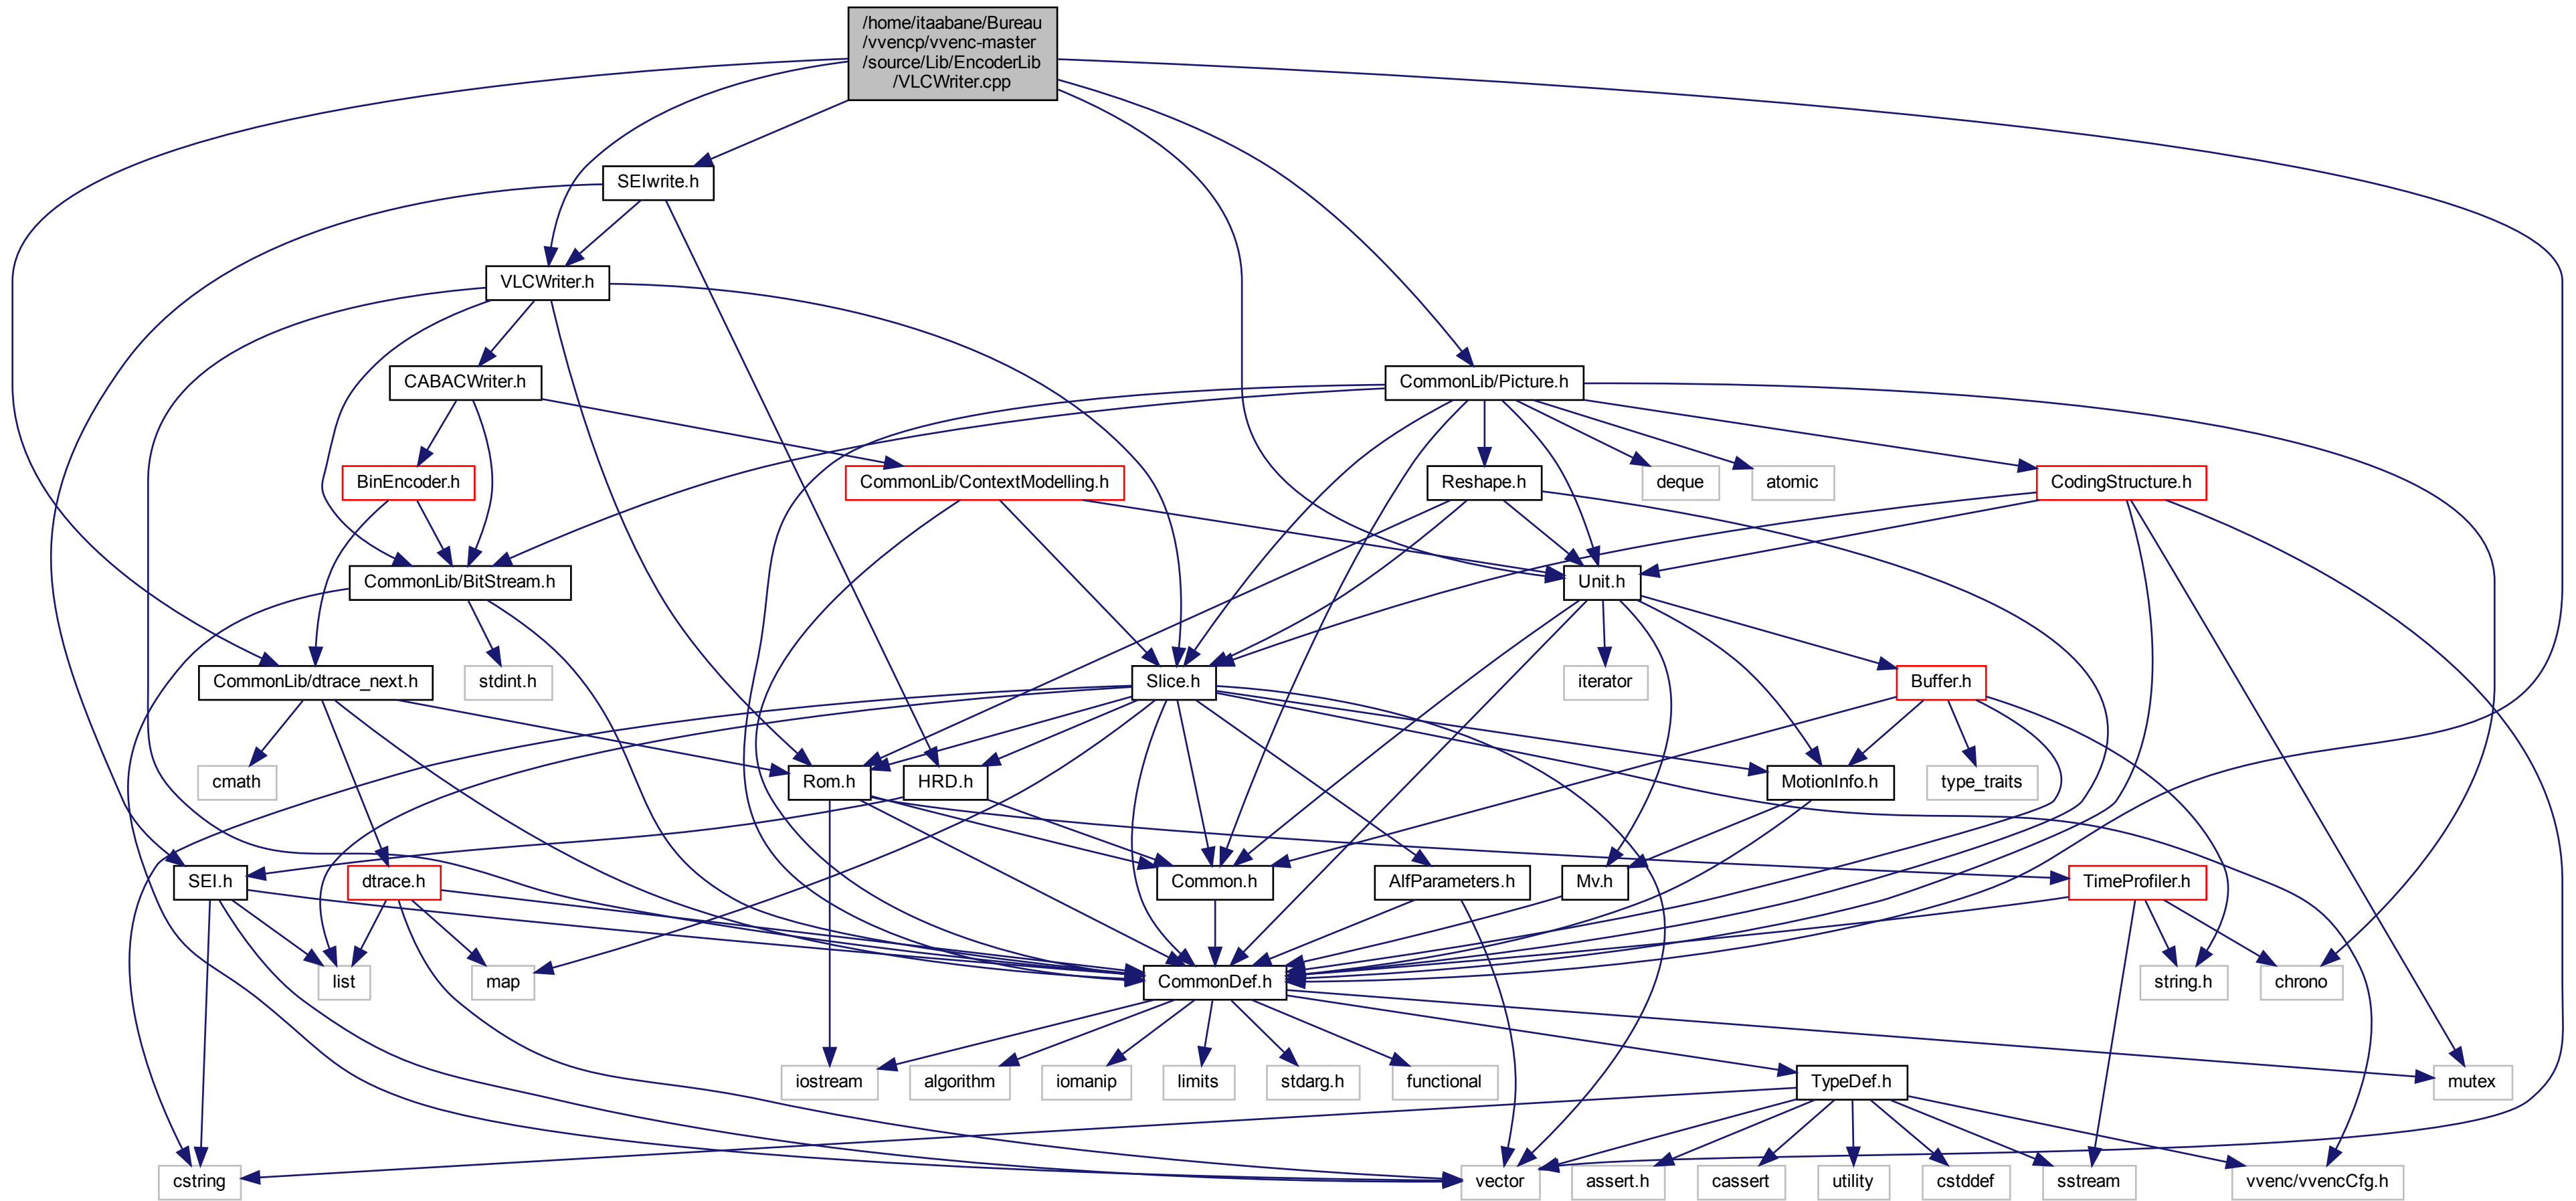 /home/itaabane/Bureau
/vvencp/vvenc-master
/source/Lib/EncoderLib
/VLCWriter.cpp
SEIwrite.h
VLCWriter.h
CABACWriter.h
CommonLib/Picture.h
BinEncoder.h
CommonLib/ContextModelling.h
Reshape.h
deque
atomic
CodingStructure.h
CommonLib/BitStream.h
Unit.h
CommonLib/dtrace_next.h
stdint.h
Slice.h
iterator
Buffer.h
cmath
Rom.h
HRD.h
MotionInfo.h
type_traits
SEI.h
dtrace.h
Common.h
AlfParameters.h
Mv.h
TimeProfiler.h
list
map
CommonDef.h
string.h
chrono
iostream
algorithm
iomanip
limits
stdarg.h
functional
TypeDef.h
mutex
cstring
vector
assert.h
cassert
utility
cstddef
sstream
vvenc/vvencCfg.h